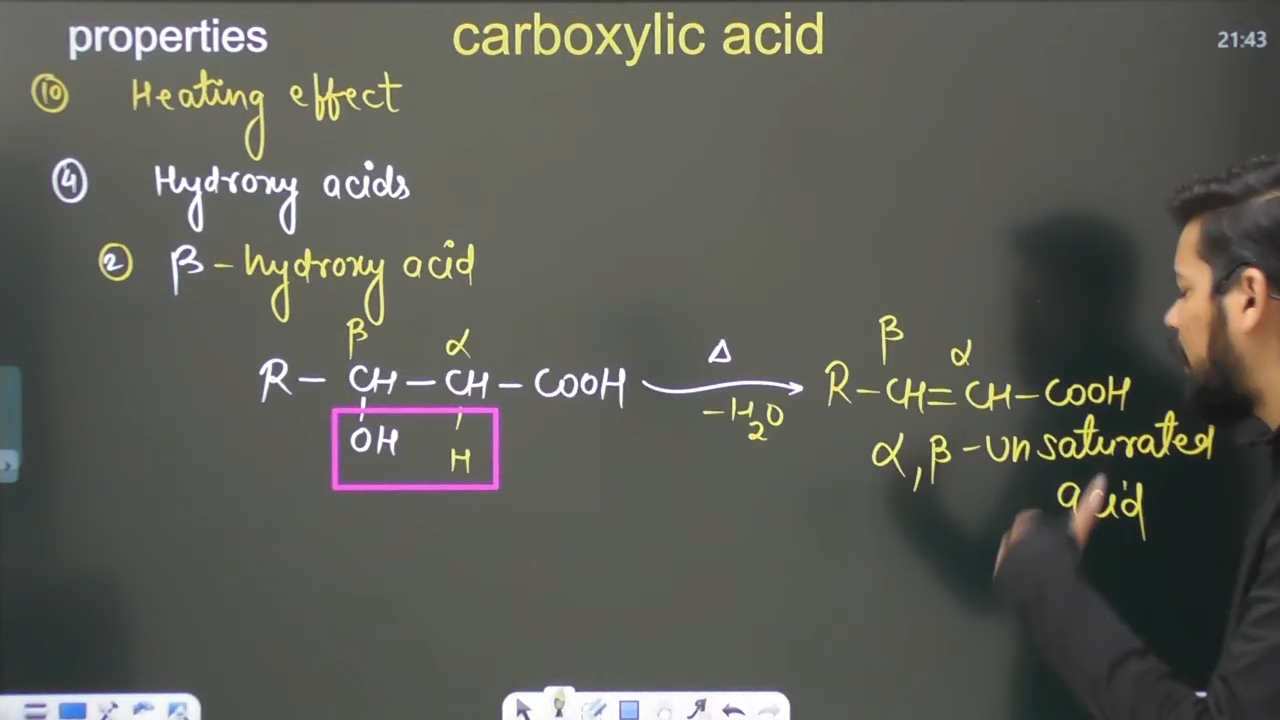 properties carboxylic acid 21:43
10 Heating effect
4 Hydroxy acids
2 β-hydroxy acid
β α β α
R-CH-CH-COOH Δ -H2O R-CH=CH-COOH
OH H
α, β-unsaturated
acid